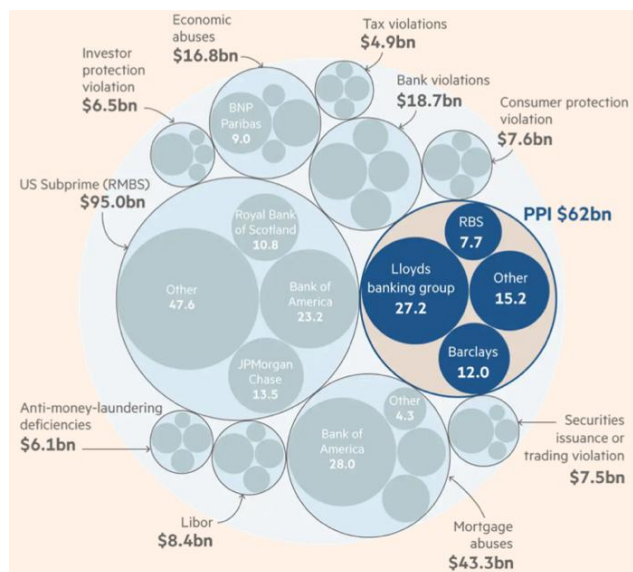 Economic
abuses
$16.8bn
Tax violations
$4.9bn
Investor
protection
violation
$6.5bn
Bank violations
$18.7bn
Consumer protection
violation
$7.6bn
BNP
Paribas
9.0
US Subprime (RMBS)
$95.0bn
PPI $62bn
Royal Bank
of Scotland
10.8
RBS
7.7
Other
47.6
Bank of
America
23.2
Lloyds
banking group
27.2
Other
15.2
JPMorgan
Chase
13.5
Barclays
12.0
Anti-money-laundering
deficiencies
$6.1bn
Other
4.3
Bank of
America
28.0
Securities
issuance or
trading violation
$7.5bn
Libor
$8.4bn
Mortgage
abuses
$43.3bn